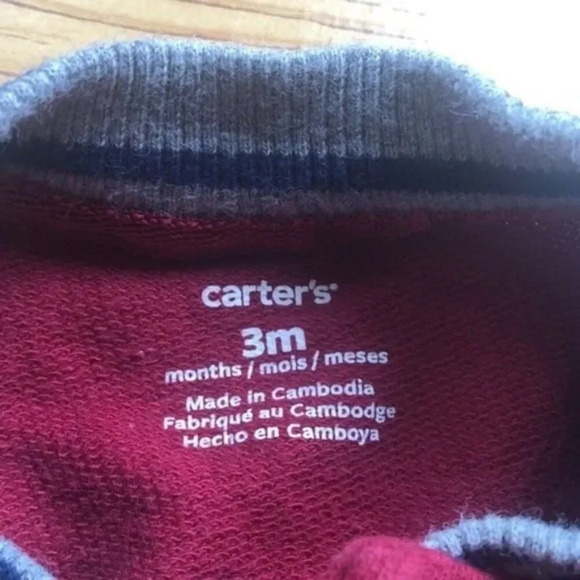 carter's
3m
months / mois / meses
Made in Cambodia
Fabriqué au Cambodge
Hecho en Camboya